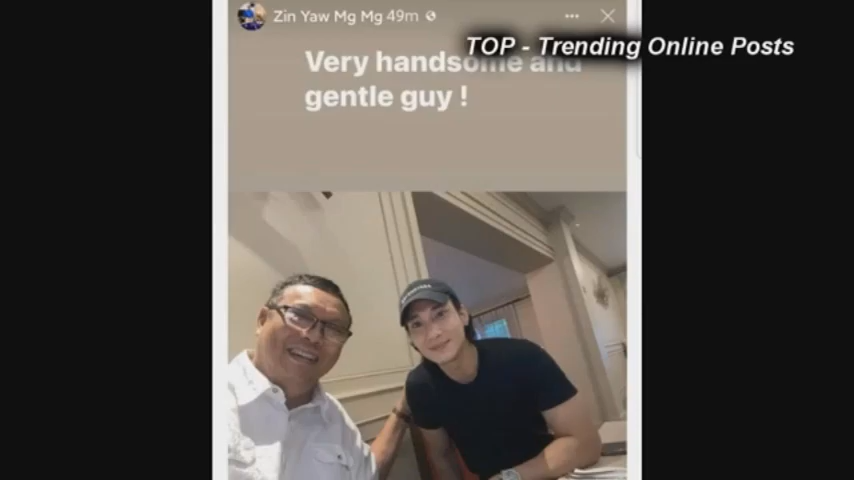 Zin Yaw Mg Mg 49m
TOP - Trending Online Posts
Very handsome and
gentle guy !